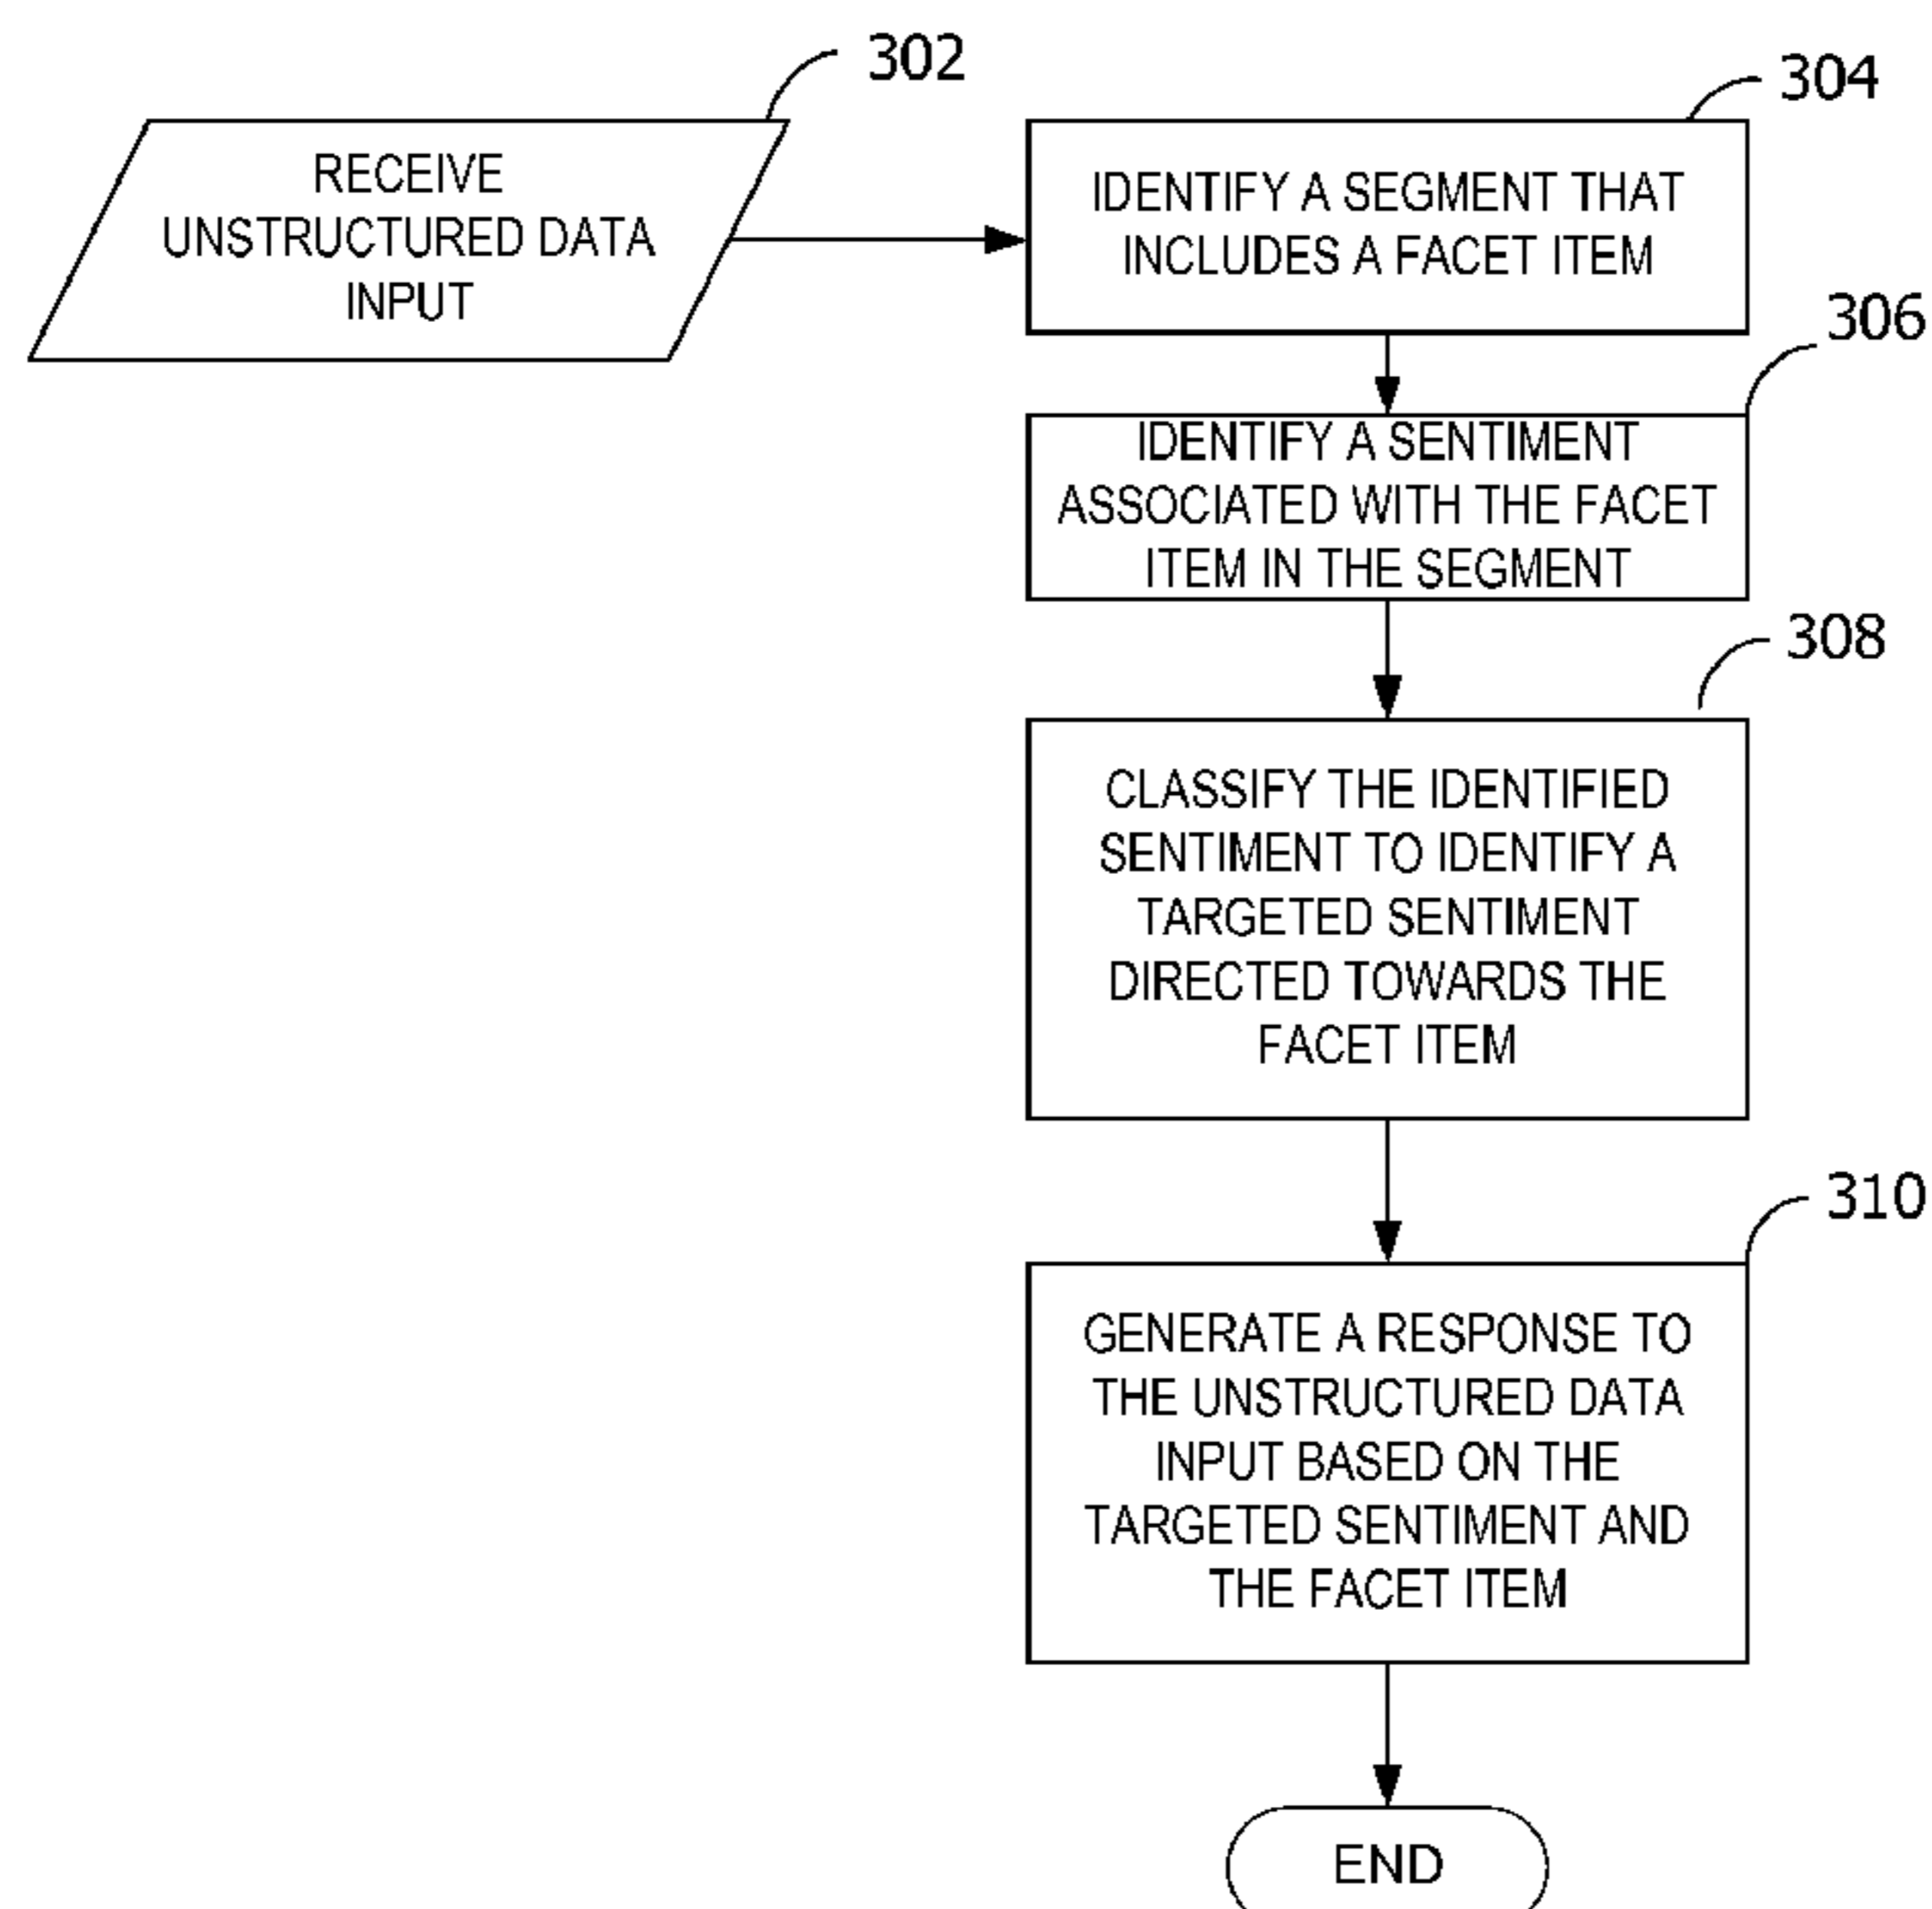 302
RECEIVE
UNSTRUCTURED DATA
INPUT
304
IDENTIFY A SEGMENT THAT
INCLUDES A FACET ITEM
306
IDENTIFY A SENTIMENT
ASSOCIATED WITH THE FACET
ITEM IN THE SEGMENT
308
CLASSIFY THE IDENTIFIED
SENTIMENT TO IDENTIFY A
TARGETED SENTIMENT
DIRECTED TOWARDS THE
FACET ITEM
310
GENERATE A RESPONSE TO
THE UNSTRUCTURED DATA
INPUT BASED ON THE
TARGETED SENTIMENT AND
THE FACET ITEM
END